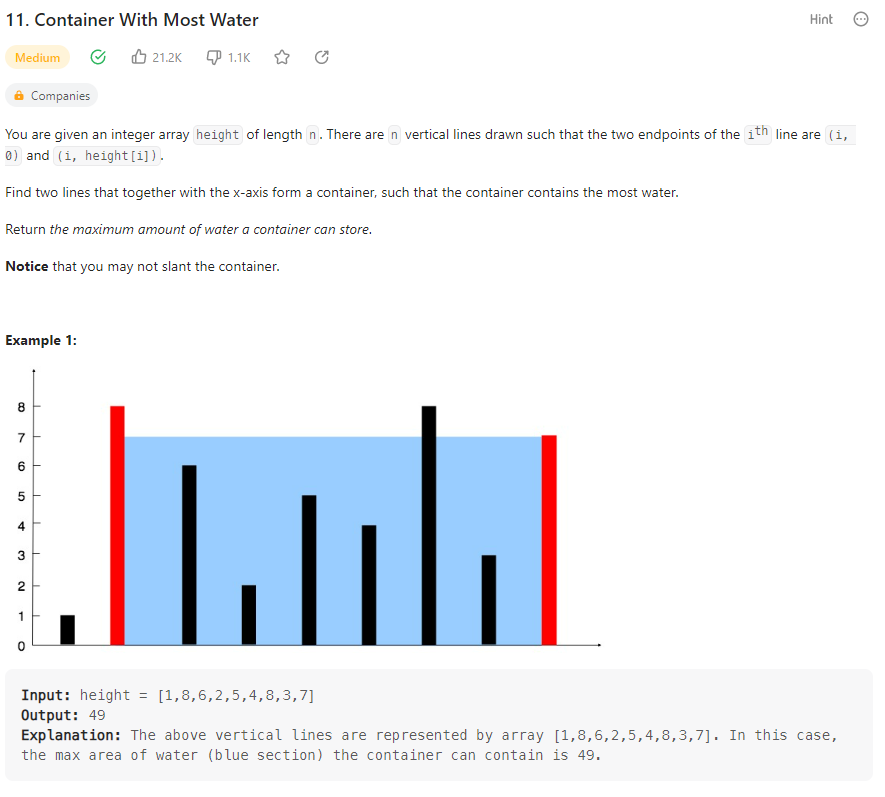 11. Container With Most Water
Hint
Medium
21.2K
1.1K
Companies
You are given an integer array height of length n. There are n vertical lines drawn such that the two endpoints of the ith line are (i,
0) and (i, height[i]).
Find two lines that together with the x-axis form a container, such that the container contains the most water.
Return the maximum amount of water a container can store.
Notice that you may not slant the container.
Example 1:
8
7
6
5
4
3
2
1
0
Input: height = [1,8,6,2,5,4,8,3,7]
Output: 49
Explanation: The above vertical lines are represented by array [1,8,6,2,5,4,8,3,7]. In this case,
the max area of water (blue section) the container can contain is 49.